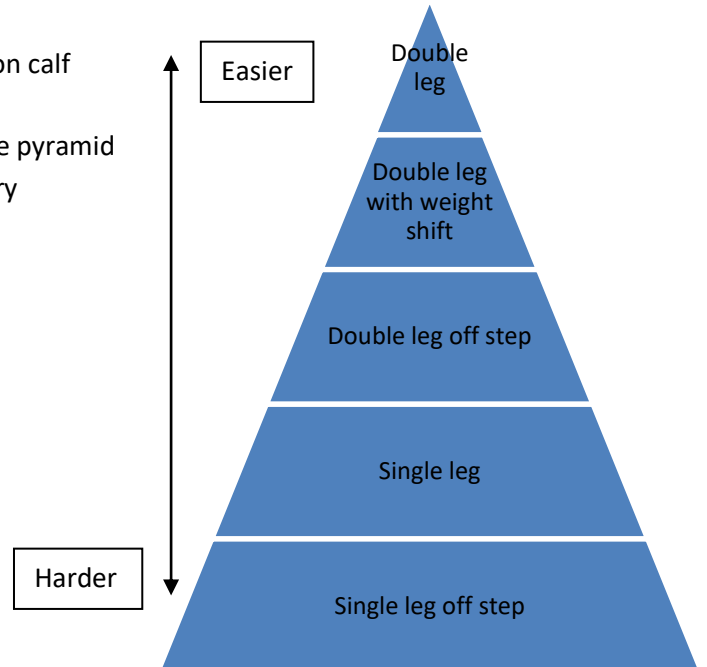 on calf
e pyramid
ry
Easier
Harder
Double
leg
Double leg
with weight
shift
Double leg off step
Single leg
Single leg off step